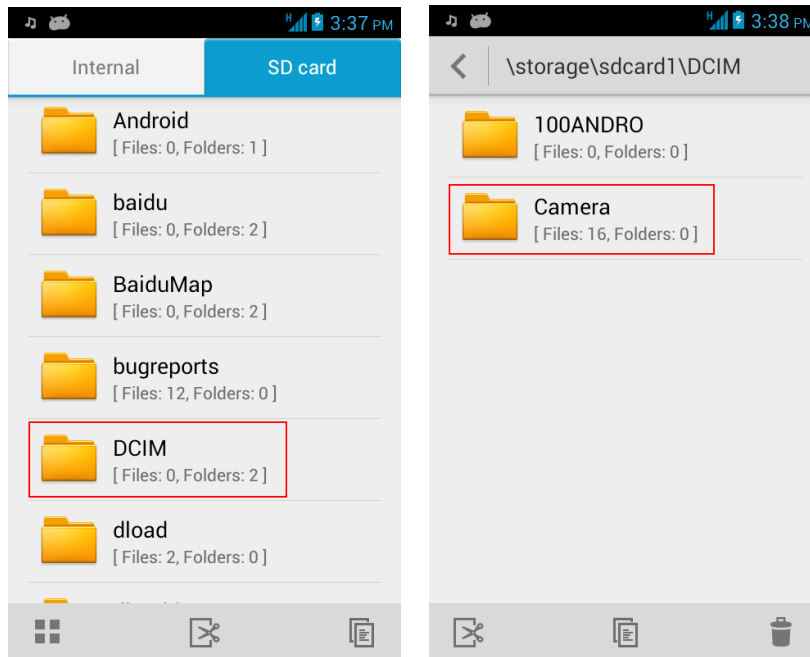 H 3:37 PM
Internal SD card
Android
[ Files: 0, Folders: 1 ]
baidu
[ Files: 0, Folders: 2 ]
BaiduMap
[ Files: 0, Folders: 2 ]
bugreports
[ Files: 12, Folders: 0 ]
DCIM
[ Files: 0, Folders: 2 ]
dload
[ Files: 2, Folders: 0 ]
H 3:38 PM
\storage\sdcard1\DCIM
100ANDRO
[ Files: 0, Folders: 0 ]
Camera
[ Files: 16, Folders: 0 ]